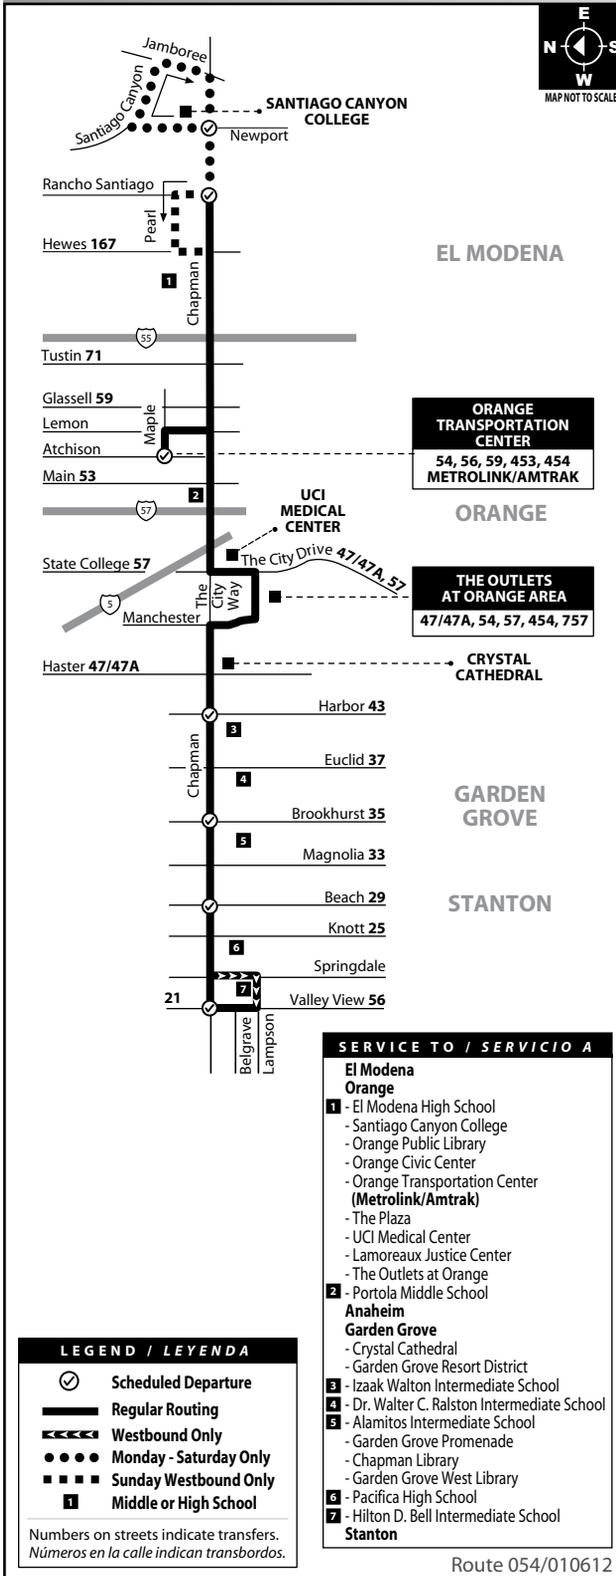 E
N S
W
MAP NOT TO SCALE
Jamboree
Santiago Canyon
SANTIAGO CANYON
COLLEGE
Newport
Rancho Santiago
Pearl
Hewes 167
EL MODENA
1
Chapman
55
Tustin 71
Glassell 59
Lemon
Maple
Atchison
Main 53
ORANGE
TRANSPORTATION
CENTER
54, 56, 59, 453, 454
METROLINK/AMTRAK
2
57
UCI
MEDICAL
CENTER
ORANGE
State College 57
The City Drive 47/47A, 57
5
The
City
Way
Manchester
THE OUTLETS
AT ORANGE AREA
47/47A, 54, 57, 454, 757
Haster 47/47A
CRYSTAL
CATHEDRAL
Harbor 43
3
Chapman
Euclid 37
4
GARDEN
GROVE
Brookhurst 35
5
Magnolia 33
Beach 29
STANTON
Knott 25
6
Springdale
7
21
Valley View 56
Belgrave
Lampson
SERVICE TO / SERVICIO A
El Modena
Orange
1 - El Modena High School
- Santiago Canyon College
- Orange Public Library
- Orange Civic Center
- Orange Transportation Center
(Metrolink/Amtrak)
- The Plaza
- UCI Medical Center
- Lamoreaux Justice Center
- The Outlets at Orange
2 - Portola Middle School
Anaheim
Garden Grove
- Crystal Cathedral
- Garden Grove Resort District
3 - Izaak Walton Intermediate School
4 - Dr. Walter C. Ralston Intermediate School
5 - Alamitos Intermediate School
- Garden Grove Promenade
- Chapman Library
- Garden Grove West Library
6 - Pacifica High School
7 - Hilton D. Bell Intermediate School
Stanton
LEGEND / LEYENDA
Scheduled Departure
Regular Routing
Westbound Only
Monday - Saturday Only
Sunday Westbound Only
1 Middle or High School
Numbers on streets indicate transfers.
Números en la calle indican transbordos.
Route 054/010612